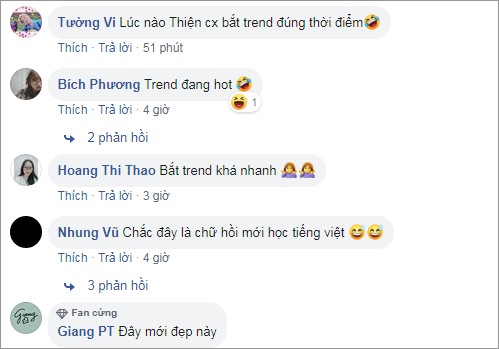 Tường Vi Lúc nào Thiện cx bắt trend đúng thời điểm🤣
Thích · Trả lời · 51 phút
Bích Phương Trend đang hot 🤣
😆 1
Thích · Trả lời · 4 giờ
2 phản hồi
Hoang Thi Thao Bắt trend khá nhanh 🤦‍♀️🤦‍♀️
Thích · Trả lời · 3 giờ
Nhung Vũ Chắc đây là chữ hồi mới học tiếng việt 😅😅
Thích · Trả lời · 4 giờ
3 phản hồi
Giang
Fan cứng
Giang PT Đây mới đẹp này